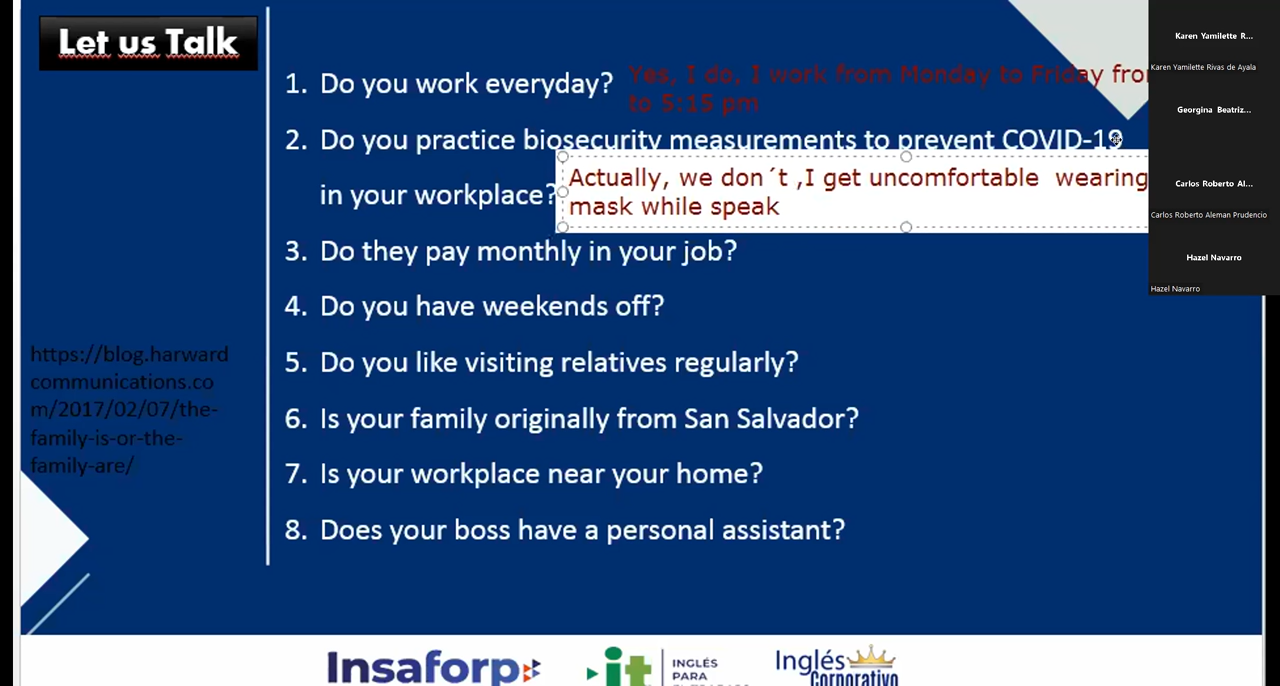 Let us Talk
1. Do you work everyday?
Yes, I do, I work from Monday to Friday
to 5:15 pm
2. Do you practice biosecurity measurements to prevent COVID-19
in your workplace?
Actually, we don´t ,I get uncomfortable wearing
mask while speak
3. Do they pay monthly in your job?
4. Do you have weekends off?
5. Do you like visiting relatives regularly?
6. Is your family originally from San Salvador?
7. Is your workplace near your home?
8. Does your boss have a personal assistant?
https://blog.harward
communications.co
m/2017/02/07/the-
family-is-or-the-
family-are/
Karen Yamilette R...
Karen Yamilette Rivas de Ayala
Georgina Beatriz...
Carlos Roberto Al...
Carlos Roberto Aleman Prudencio
Hazel Navarro
Hazel Navarro
Insaforp
it
INGLÉS
PARA
Inglés
Corporativo